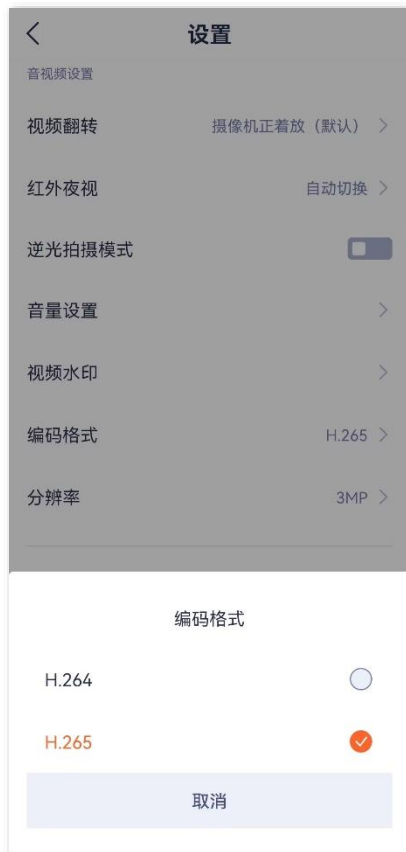 设置
音视频设置
视频翻转 摄像机正着放（默认）
红外夜视 自动切换
逆光拍摄模式
音量设置
视频水印
编码格式 H.265
分辨率 3MP
编码格式
H.264
H.265
取消